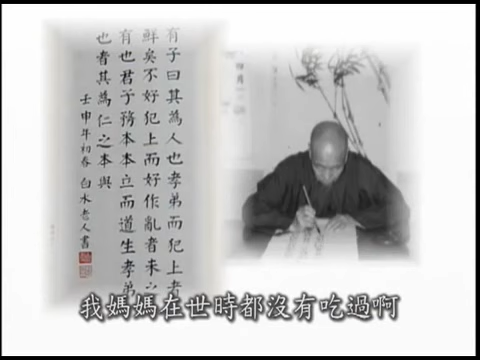 有子曰其為人也孝弟而犯上者
鮮矣不好犯上而好作亂者未之
有也君子務本本立而道生孝弟
也者其為仁之本與
壬申年初春 白水老人書
我媽媽在世時都沒有吃過啊